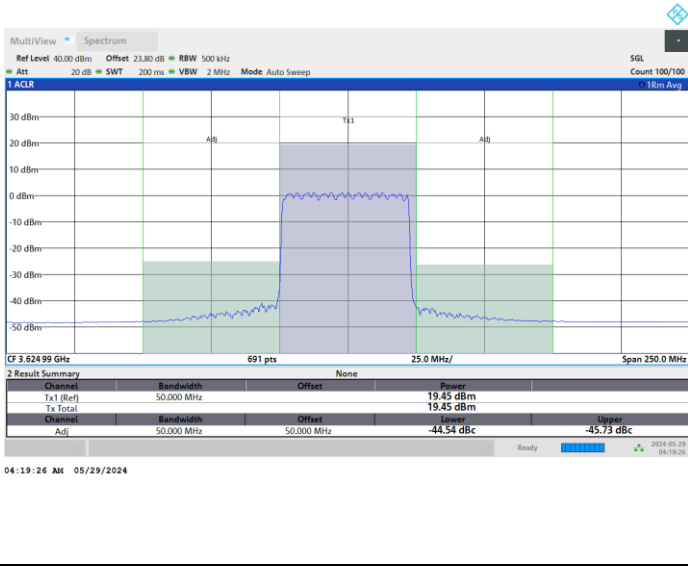 MultiView Spectrum
Ref Level 40.00 dBm Offset 23.80 dB RBW 500 kHz SGL
Att 20 dB SWT 200 ms VBW 2 MHz Mode Auto Sweep Count 100/100
1 ACLR 1Rm Avg
30 dBm
Tx1
20 dBm Adj Adj
10 dBm
0 dBm
-10 dBm
-20 dBm
-30 dBm
-40 dBm
-50 dBm
CF 3.624 99 GHz 691 pts 25.0 MHz/ Span 250.0 MHz
2 Result Summary None
Channel Bandwidth Offset Power
Tx1 (Ref) 50.000 MHz 19.45 dBm
Tx Total 19.45 dBm
Channel Bandwidth Offset Lower Upper
Adj 50.000 MHz 50.000 MHz -44.54 dBc -45.73 dBc
Ready 2024-05-29
04:19:26
04:19:26 AM 05/29/2024